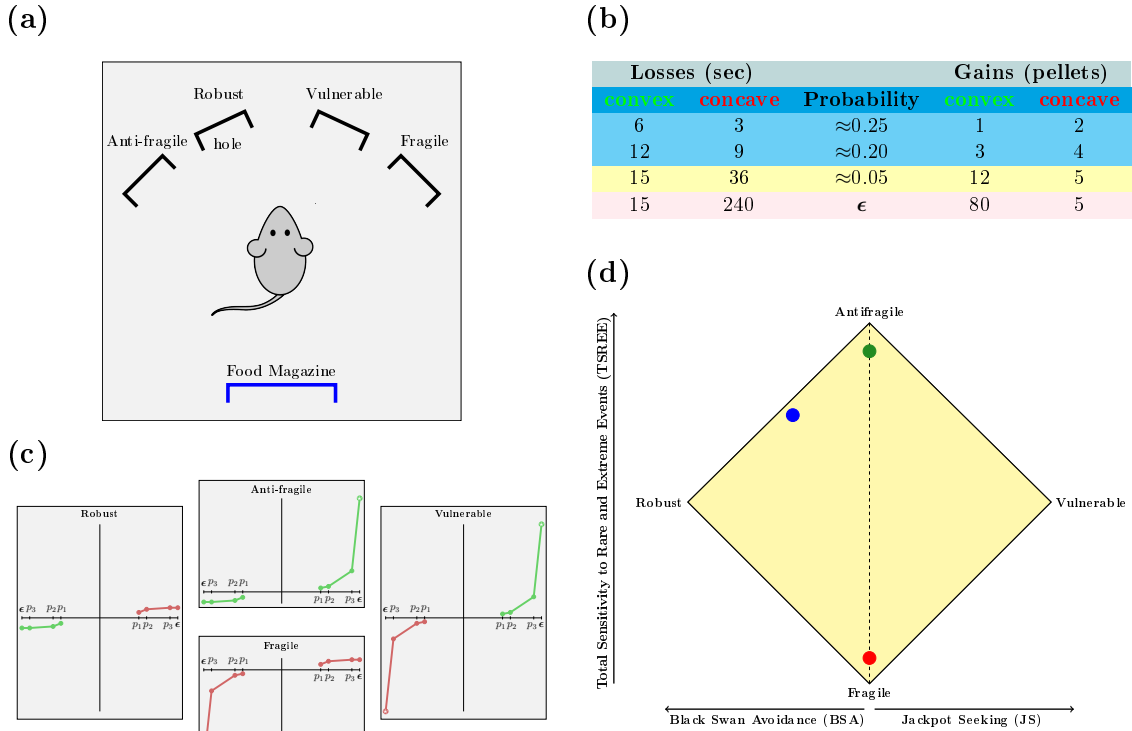 (a)
Robust
Vulnerable
Anti-fragile
hole
Fragile
Food Magazine
(b)
Losses (sec) Gains (pellets)
convex concave Probability convex concave
6 3 ≈0.25 1 2
12 9 ≈0.20 3 4
15 36 ≈0.05 12 5
15 240 ϵ 80 5
(c)
Robust
ϵ p₃ p₂ p₁
p₁ p₂ p₃ ϵ
Anti-fragile
ϵ p₃ p₂ p₁
p₁ p₂ p₃ ϵ
Fragile
ϵ p₃ p₂ p₁
p₁ p₂ p₃ ϵ
Vulnerable
ϵ p₃ p₂ p₁
p₁ p₂ p₃ ϵ
(d)
Total Sensitivity to Rare and Extreme Events (TSREE)
Antifragile
Robust
Vulnerable
Fragile
Black Swan Avoidance (BSA)
Jackpot Seeking (JS)